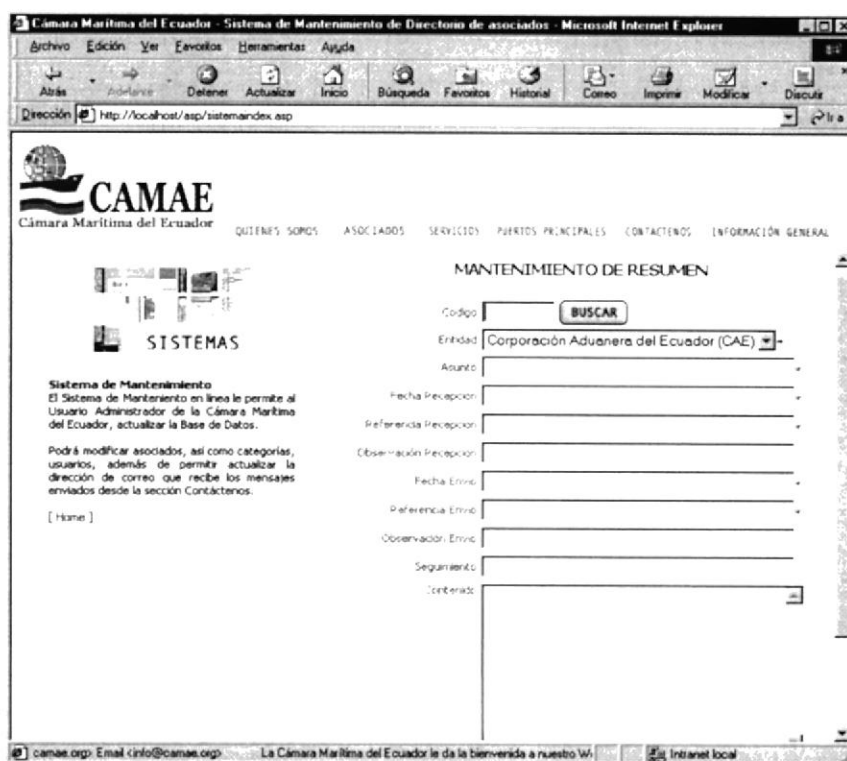 Cámara Marítima del Ecuador - Sistema de Mantenimiento de Directorio de asociados - Microsoft Internet Explorer
Archivo Edición Ver Favoritos Herramientas Ayuda
Atrás Adelante Detener Actualizar Inicio Búsqueda Favoritos Historial Correo Imprimir Modificar Discutir
Dirección http://localhost/asp/sistemaindex.asp Ir a
CAMAE
Cámara Marítima del Ecuador
QUIENES SOMOS ASOCIADOS SERVICIOS PUERTOS PRINCIPALES CONTACTENOS INFORMACIÓN GENERAL
SISTEMAS
Sistema de Mantenimiento
El Sistema de Manteniento en línea le permite al
Usuario Administrador de la Cámara Marítima
del Ecuador, actualizar la Base de Datos.
Podrá modificar asociados, así como categorías,
usuarios, además de permitir actualizar la
dirección de correo que recibe los mensajes
enviados desde la sección Contáctenos.
[ Home ]
MANTENIMIENTO DE RESUMEN
Codigo BUSCAR
Entidad Corporación Aduanera del Ecuador (CAE)
Asunto
Fecha Recepcion
Referencia Recepcion
Observación Recepcion
Fecha Envio
Referencia Envio
Observación Envio
Seguimiento
Contenido
camae.org> Email <info@camae.org> La Cámara Marítima del Ecuador le da la bienvenida a nuestro W Intranet local